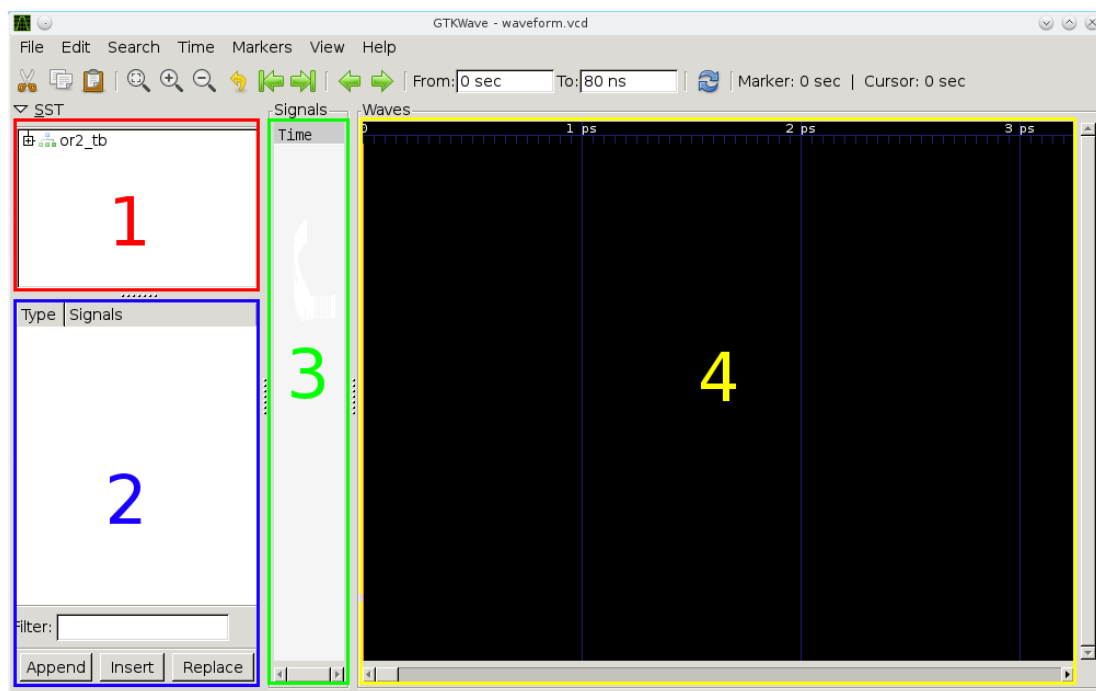 GTKWave - waveform.vcd
File Edit Search Time Markers View Help
From: 0 sec To: 80 ns Marker: 0 sec | Cursor: 0 sec
SST
or2_tb
1
Type Signals
2
Filter:
Append Insert Replace
Signals
Time
3
Waves
0 1 ps 2 ps 3 ps
4